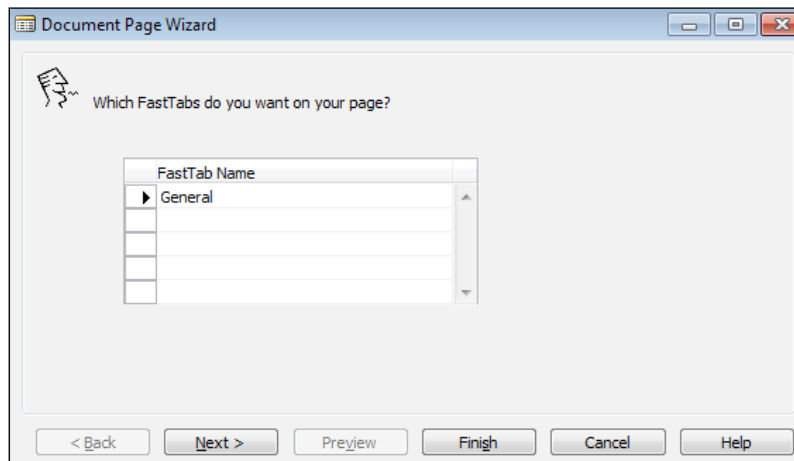 Document Page Wizard
Which FastTabs do you want on your page?
FastTab Name
General
< Back Next > Preview Finish Cancel Help